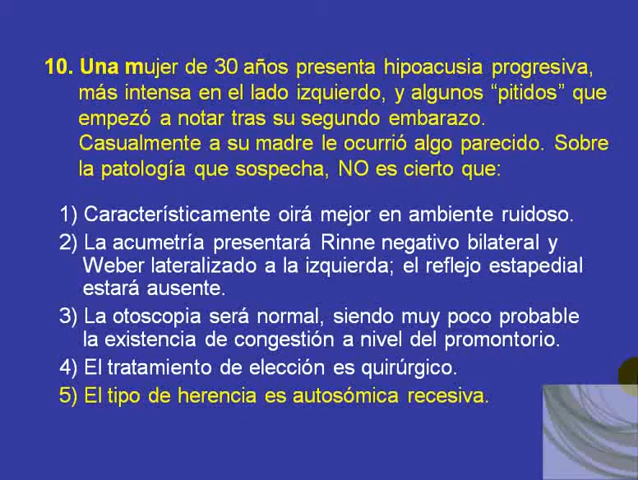 10. Una mujer de 30 años presenta hipoacusia progresiva,
más intensa en el lado izquierdo, y algunos “pitidos” que
empezó a notar tras su segundo embarazo.
Casualmente a su madre le ocurrió algo parecido. Sobre
la patología que sospecha, NO es cierto que:
1) Característicamente oirá mejor en ambiente ruidoso.
2) La acumetría presentará Rinne negativo bilateral y
Weber lateralizado a la izquierda; el reflejo estapedial
estará ausente.
3) La otoscopia será normal, siendo muy poco probable
la existencia de congestión a nivel del promontorio.
4) El tratamiento de elección es quirúrgico.
5) El tipo de herencia es autosómica recesiva.